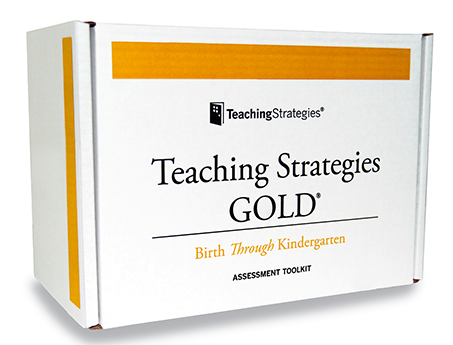 TeachingStrategies®
Teaching Strategies
GOLD®
Birth Through Kindergarten
ASSESSMENT TOOLKIT